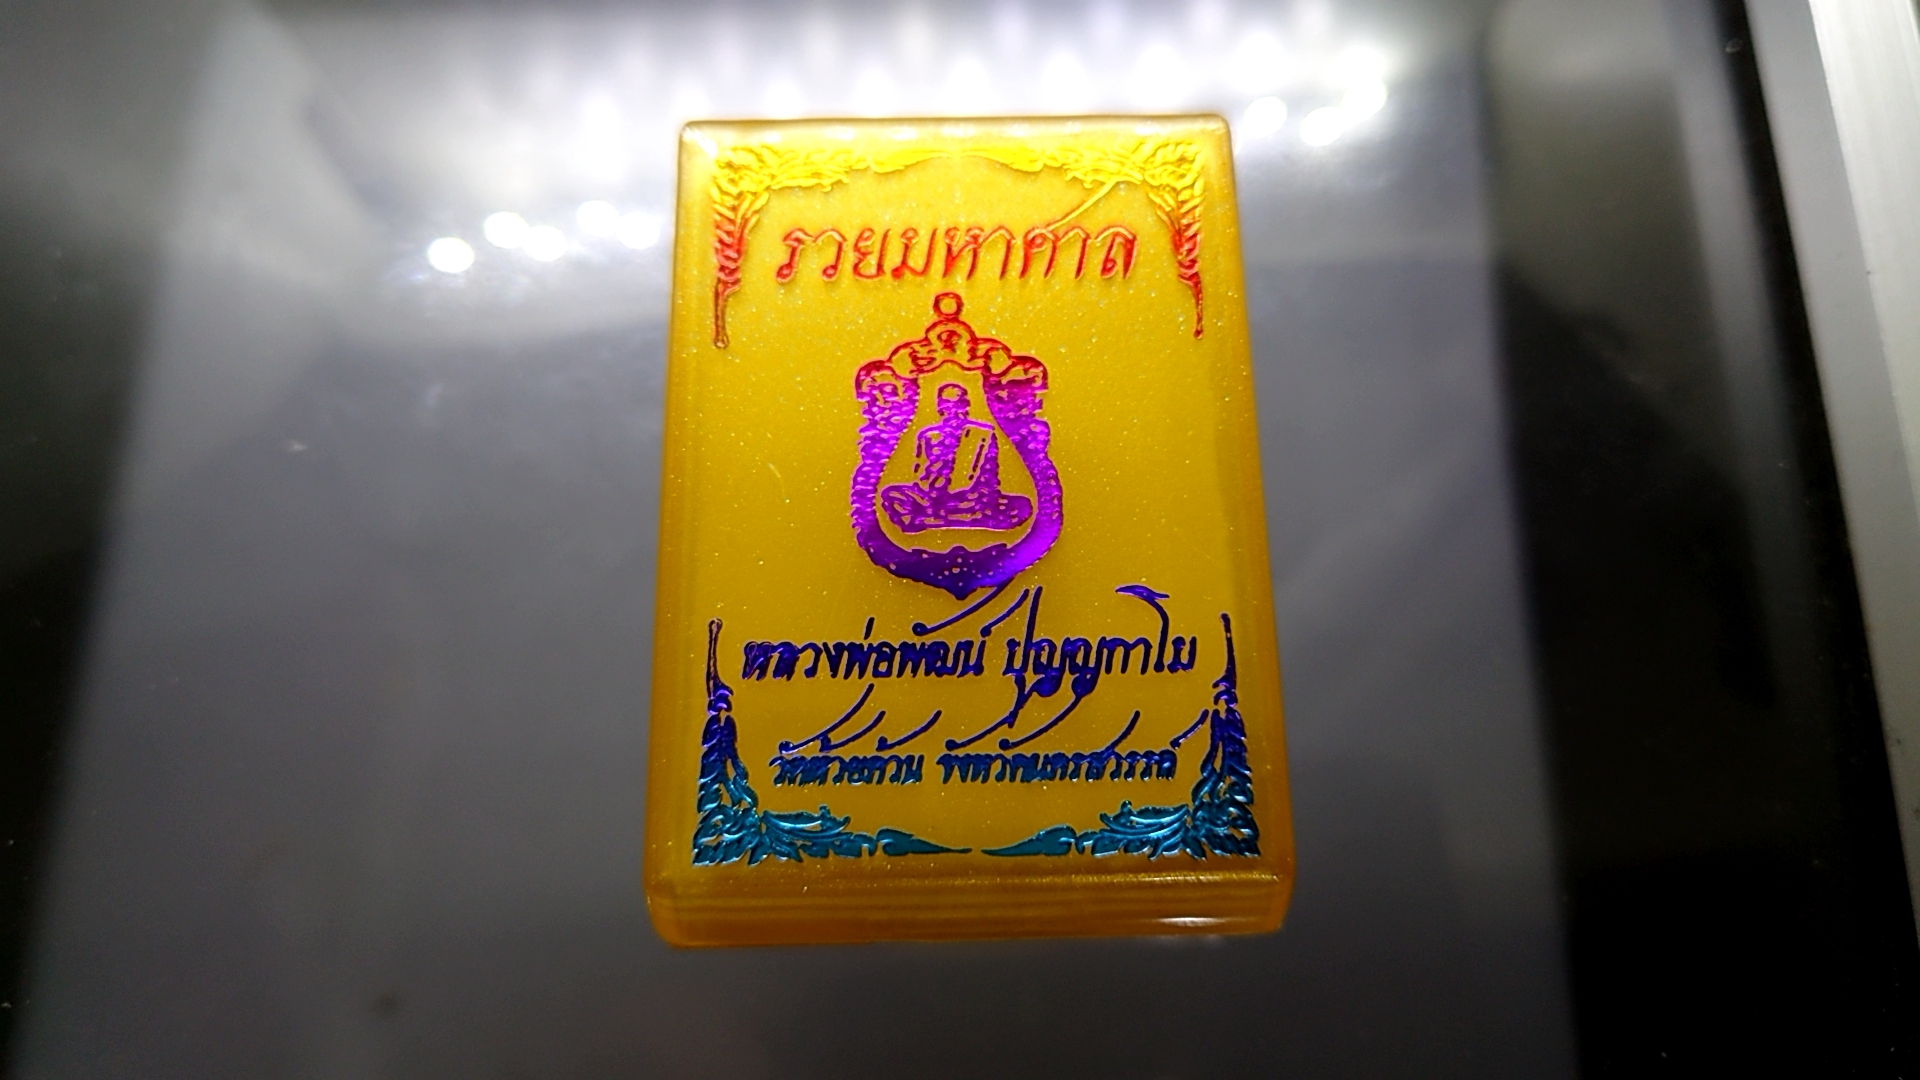 รวยมหาศาล
หลวงพ่อพัฒน์ ปุญญกาโม
วัดห้วยด้วน จังหวัดนครสวรรค์